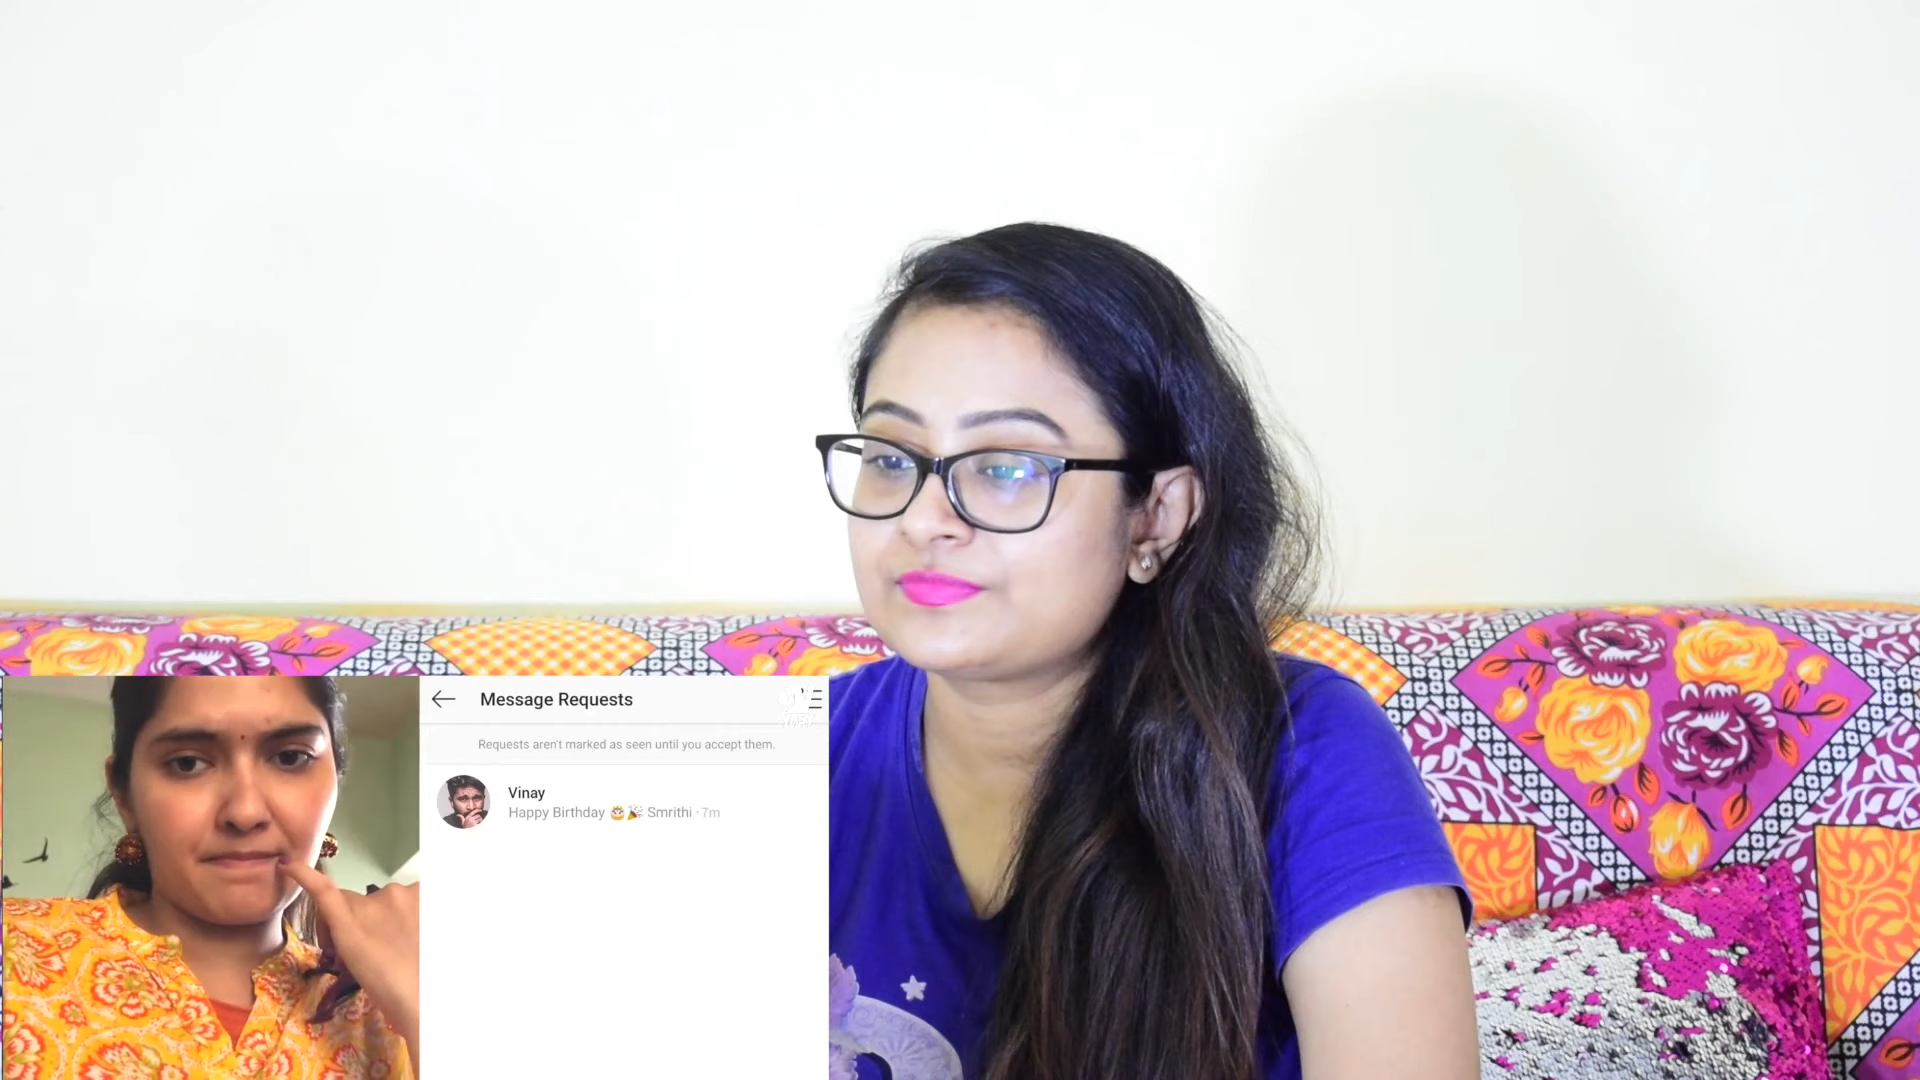 Message Requests
Requests aren't marked as seen until you accept them.
Vinay
Happy Birthday 🎂🎉 Smrithi · 7m